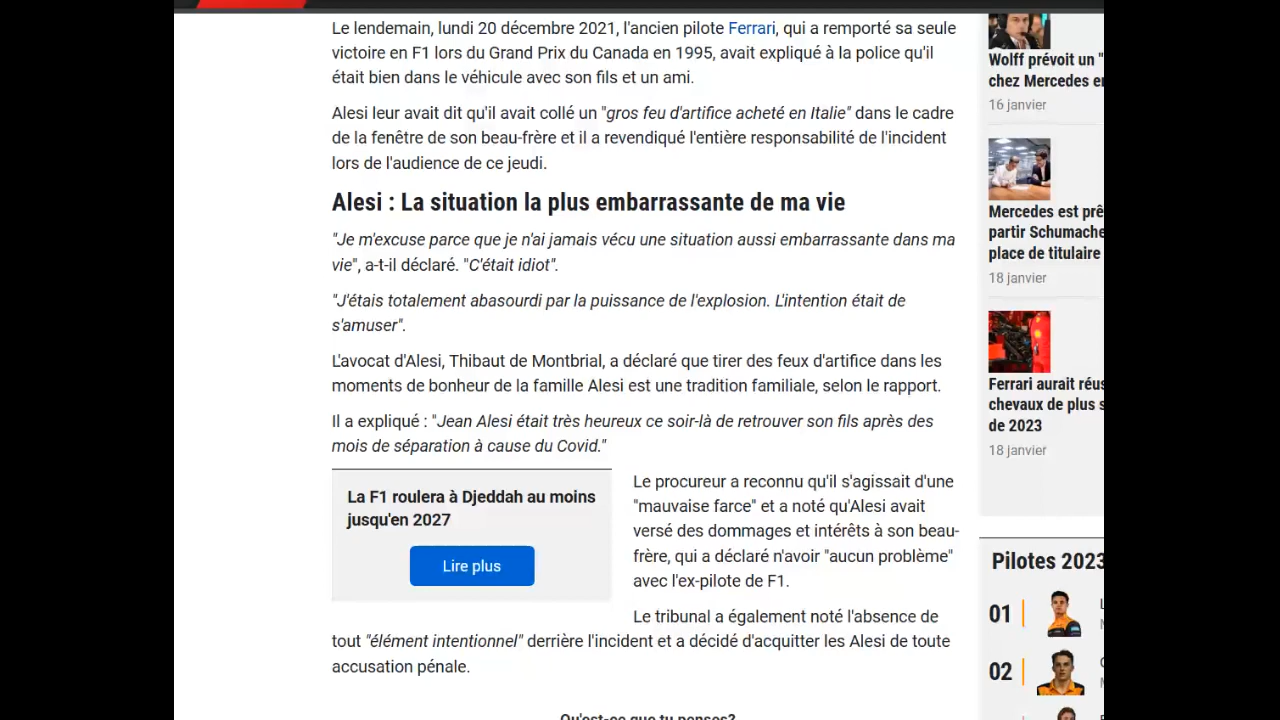 Le lendemain, lundi 20 décembre 2021, l'ancien pilote Ferrari, qui a remporté sa seule
victoire en F1 lors du Grand Prix du Canada en 1995, avait expliqué à la police qu'il
était bien dans le véhicule avec son fils et un ami.
Alesi leur avait dit qu'il avait collé un "gros feu d'artifice acheté en Italie" dans le cadre
de la fenêtre de son beau-frère et il a revendiqué l'entière responsabilité de l'incident
lors de l'audience de ce jeudi.
Alesi : La situation la plus embarrassante de ma vie
"Je m'excuse parce que je n'ai jamais vécu une situation aussi embarrassante dans ma
vie", a-t-il déclaré. "C'était idiot".
"J'étais totalement abasourdi par la puissance de l'explosion. L'intention était de
s'amuser".
L'avocat d'Alesi, Thibaut de Montbrial, a déclaré que tirer des feux d'artifice dans les
moments de bonheur de la famille Alesi est une tradition familiale, selon le rapport.
Il a expliqué : "Jean Alesi était très heureux ce soir-là de retrouver son fils après des
mois de séparation à cause du Covid."
La F1 roulera à Djeddah au moins
jusqu'en 2027
Lire plus
Le procureur a reconnu qu'il s'agissait d'une
"mauvaise farce" et a noté qu'Alesi avait
versé des dommages et intérêts à son beau-
frère, qui a déclaré n'avoir "aucun problème"
avec l'ex-pilote de F1.
Le tribunal a également noté l'absence de
tout "élément intentionnel" derrière l'incident et a décidé d'acquitter les Alesi de toute
accusation pénale.
Qu'est-ce que tu penses?
Wolff prévoit un "
chez Mercedes e
16 janvier
Mercedes est prê
partir Schumache
place de titulaire
18 janvier
Ferrari aurait réus
chevaux de plus s
de 2023
18 janvier
Pilotes 2023
01
02